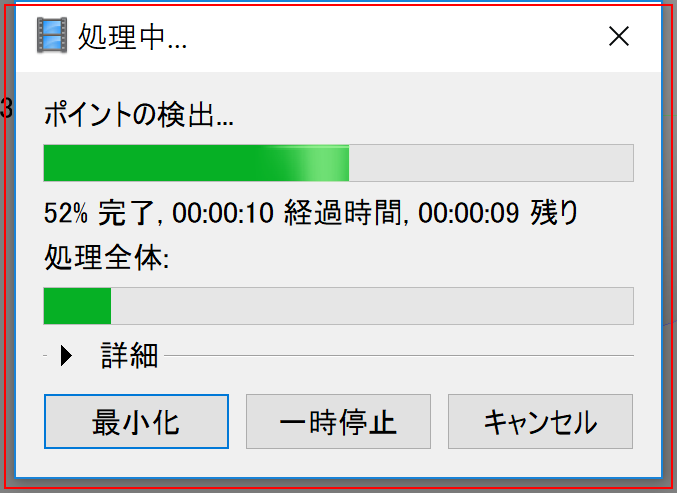 処理中...
3
ポイントの検出...
52% 完了, 00:00:10 経過時間, 00:00:09 残り
処理全体:
詳細
最小化 一時停止 キャンセル